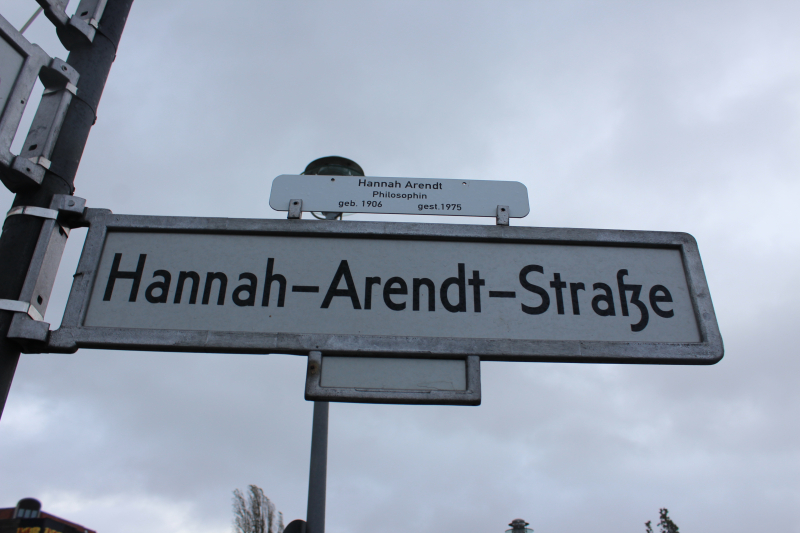 Hannah Arendt
Philosophin
geb. 1906 gest.1975
Hannah-Arendt-Straße